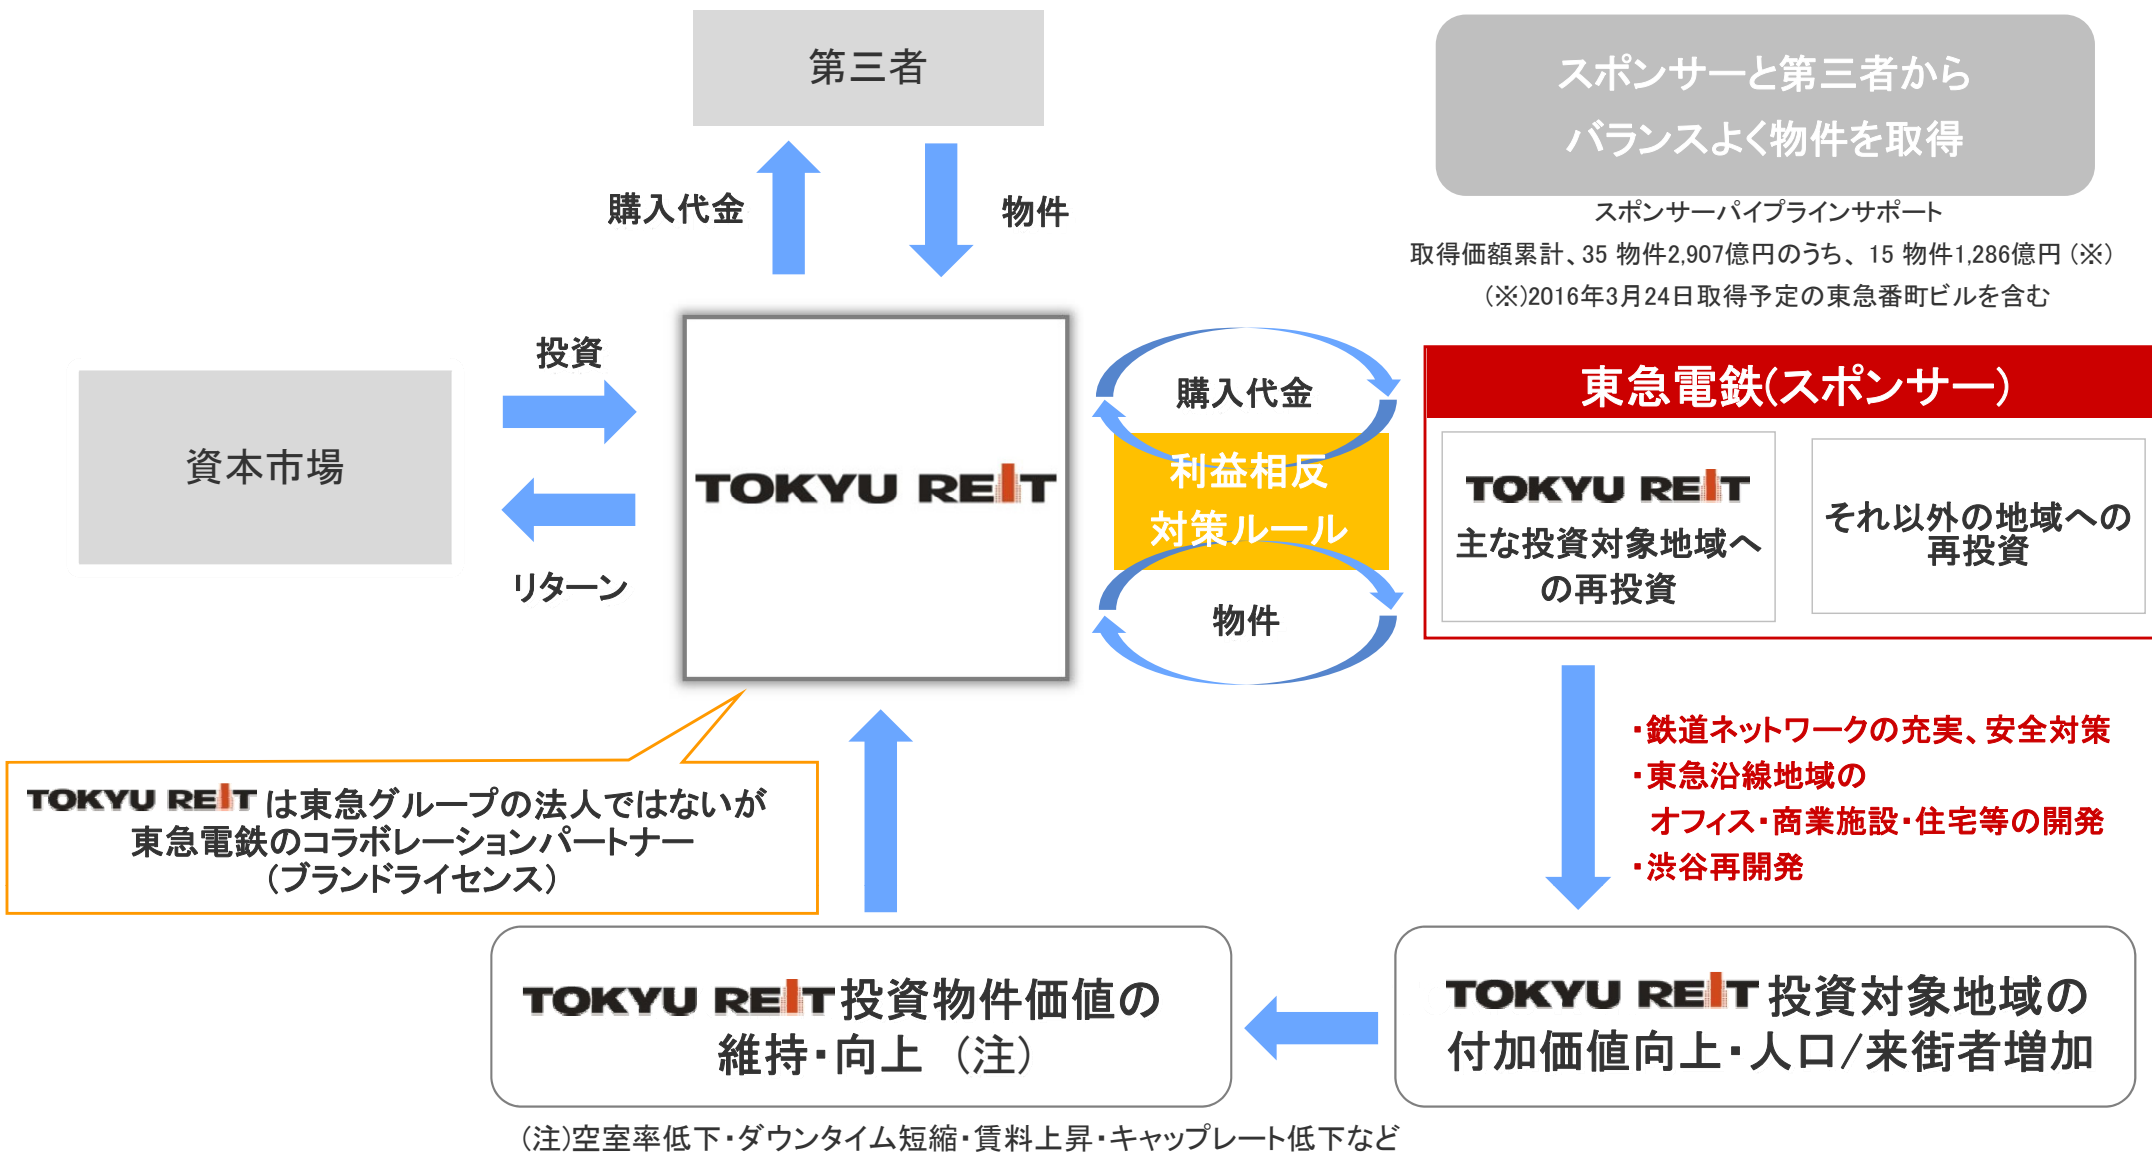 第三者
スポンサーと第三者から
バランスよく物件を取得
購入代金
物件
スポンサーパイプラインサポート
取得価額累計、35 物件2,907億円のうち、15 物件1,286億円(※)
(※)2016年3月24日取得予定の東急番町ビルを含む
投資
資本市場
リターン
TOKYU REIT
購入代金
利益相反
対策ルール
物件
東急電鉄(スポンサー)
TOKYU REIT
主な投資対象地域へ
の再投資
それ以外の地域への
再投資
・鉄道ネットワークの充実、安全対策
・東急沿線地域の
オフィス・商業施設・住宅等の開発
・渋谷再開発
TOKYU REIT は東急グループの法人ではないが
東急電鉄のコラボレーションパートナー
(ブランドライセンス)
TOKYU REIT 投資物件価値の
維持・向上 (注)
TOKYU REIT 投資対象地域の
付加価値向上・人口/来街者増加
(注)空室率低下・ダウンタイム短縮・賃料上昇・キャップレート低下など